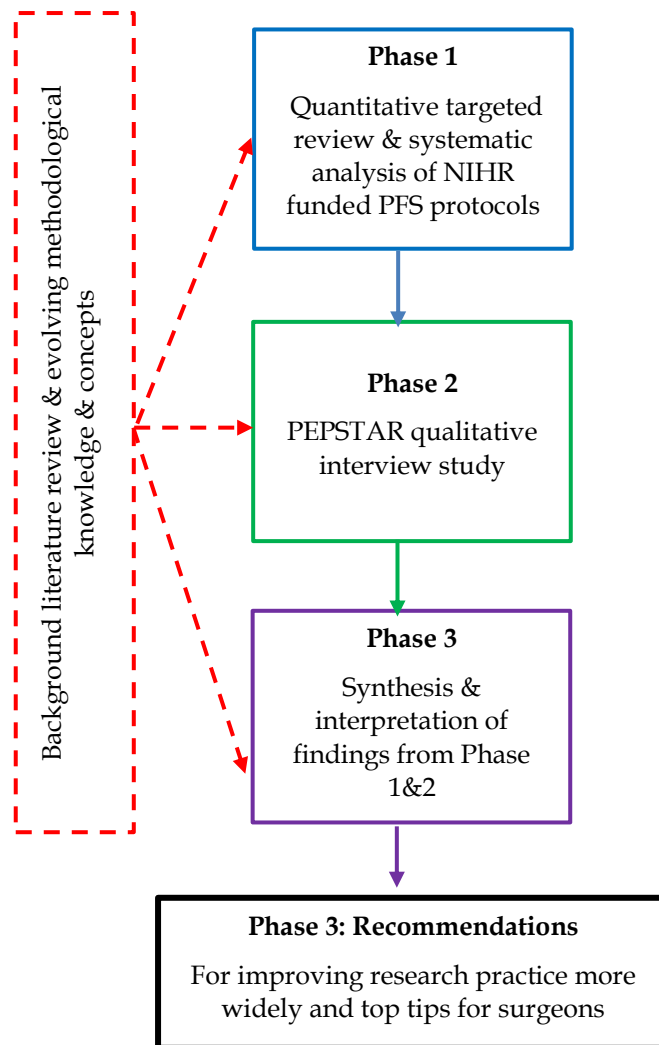 Background literature review & evolving methodological
knowledge & concepts
Phase 1
Quantitative targeted
review & systematic
analysis of NIHR
funded PFS protocols
Phase 2
PEPSTAR qualitative
interview study
Phase 3
Synthesis &
interpretation of
findings from Phase
1&2
Phase 3: Recommendations
For improving research practice more
widely and top tips for surgeons